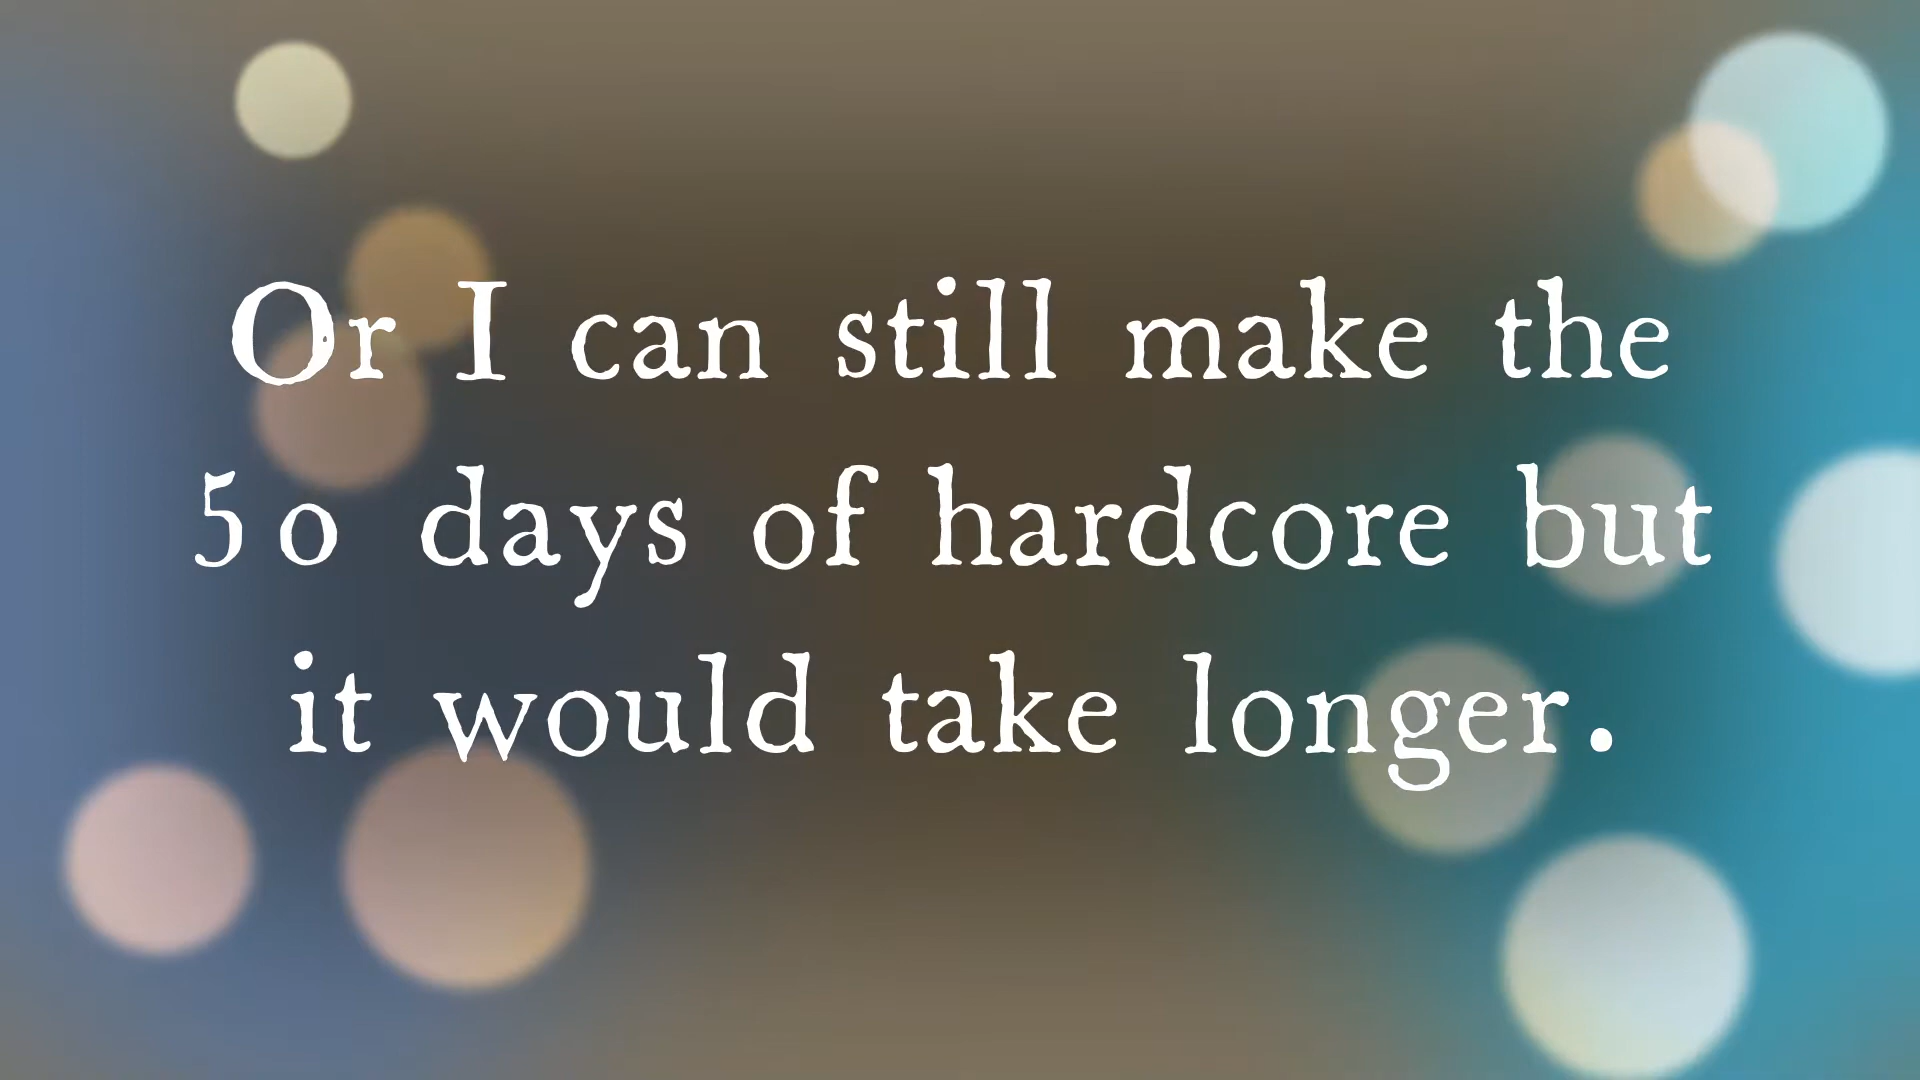 Or I can still make the
50 days of hardcore but
it would take longer.